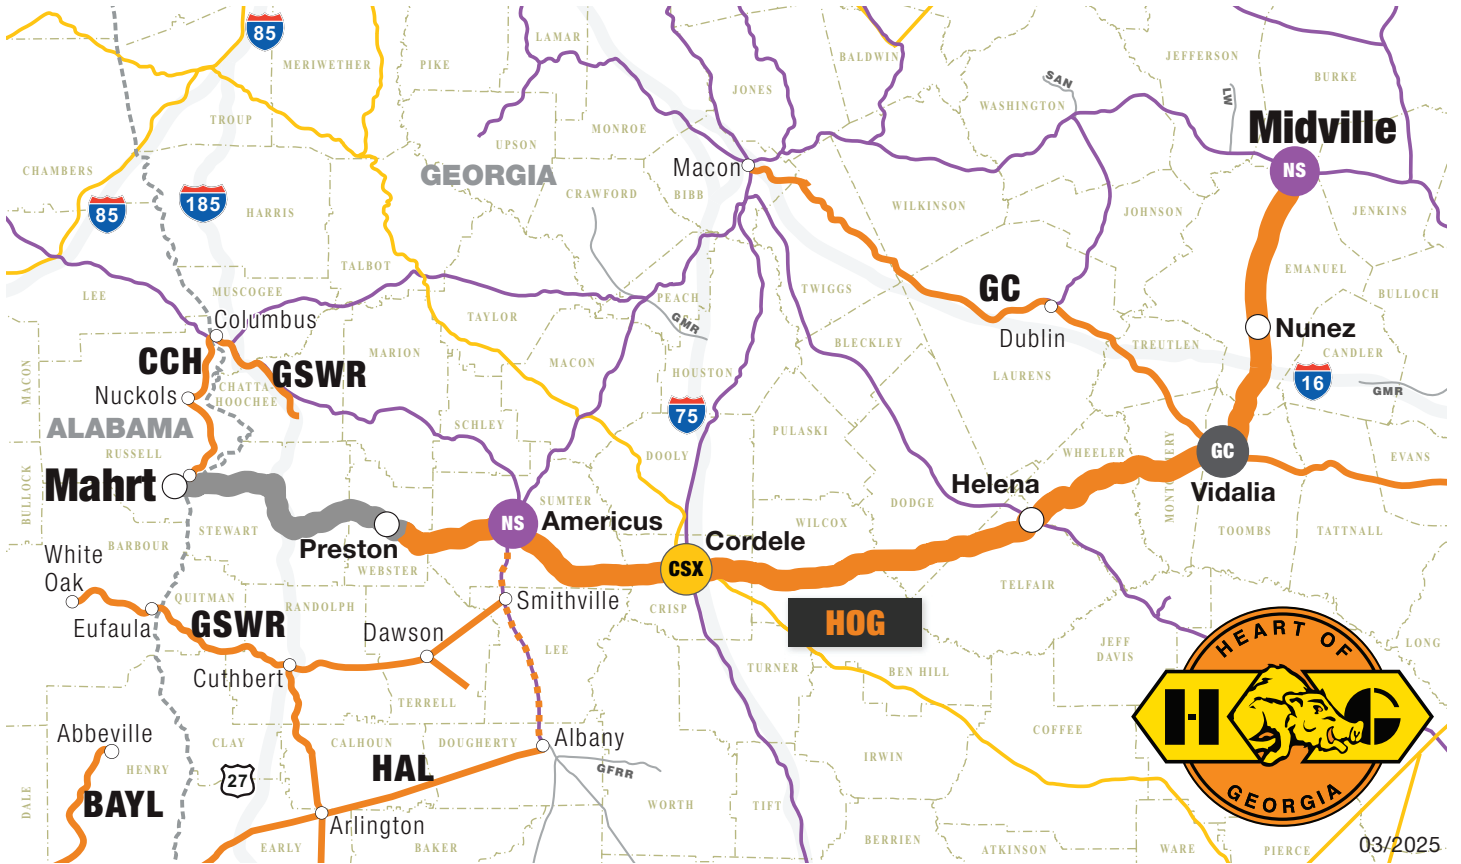 85
LAMAR
BALDWIN
JEFFERSON
MERIWETHER
PIKE
SAN
BURKE
JONES
LW
WASHINGTON
TROUP
MONROE
Midville
UPSON
CHAMBERS
GEORGIA
Macon
NS
CRAWFORD
BIBB
85
185
HARRIS
WILKINSON
JOHNSON
JENKINS
TALBOT
EMANUEL
LEE
MUSCOGEE
PEACH
TWIGGS
GC
BULLOCH
Columbus
TAYLOR
GMR
Nunez
CCH
MARION
MACON
BLECKLEY
Dublin
TREUTLEN
CANDLER
GSWR
HOUSTON
LAURENS
16
GMR
MACON
Nuckols
CHATTA-
HOOCHEE
75
ALABAMA
SCHLEY
PULASKI
RUSSELL
DOOLY
WHEELER
MONTGOMERY
GC
EVANS
Mahrt
BULLOCK
Helena
Vidalia
SUMTER
DODGE
NS
Americus
WILCOX
STEWART
TOOMBS
TATTNALL
BARBOUR
Preston
Cordele
White
Oak
WEBSTER
CSX
TELFAIR
QUITMAN
RANDOLPH
Smithville
CRISP
HOG
Eufaula
GSWR
Dawson
HEART OF
JEFF
DAVIS
LONG
LEE
Cuthbert
TURNER
BEN HILL
TERRELL
H G
Abbeville
CLAY
CALHOUN
DOUGHERTY
Albany
COFFEE
HENRY
27
HAL
GFRR
IRWIN
DALE
BAYL
WORTH
TIFT
GEORGIA
Arlington
EARLY
BAKER
BERRIEN
ATKINSON
WARE
PIERCE
03/2025